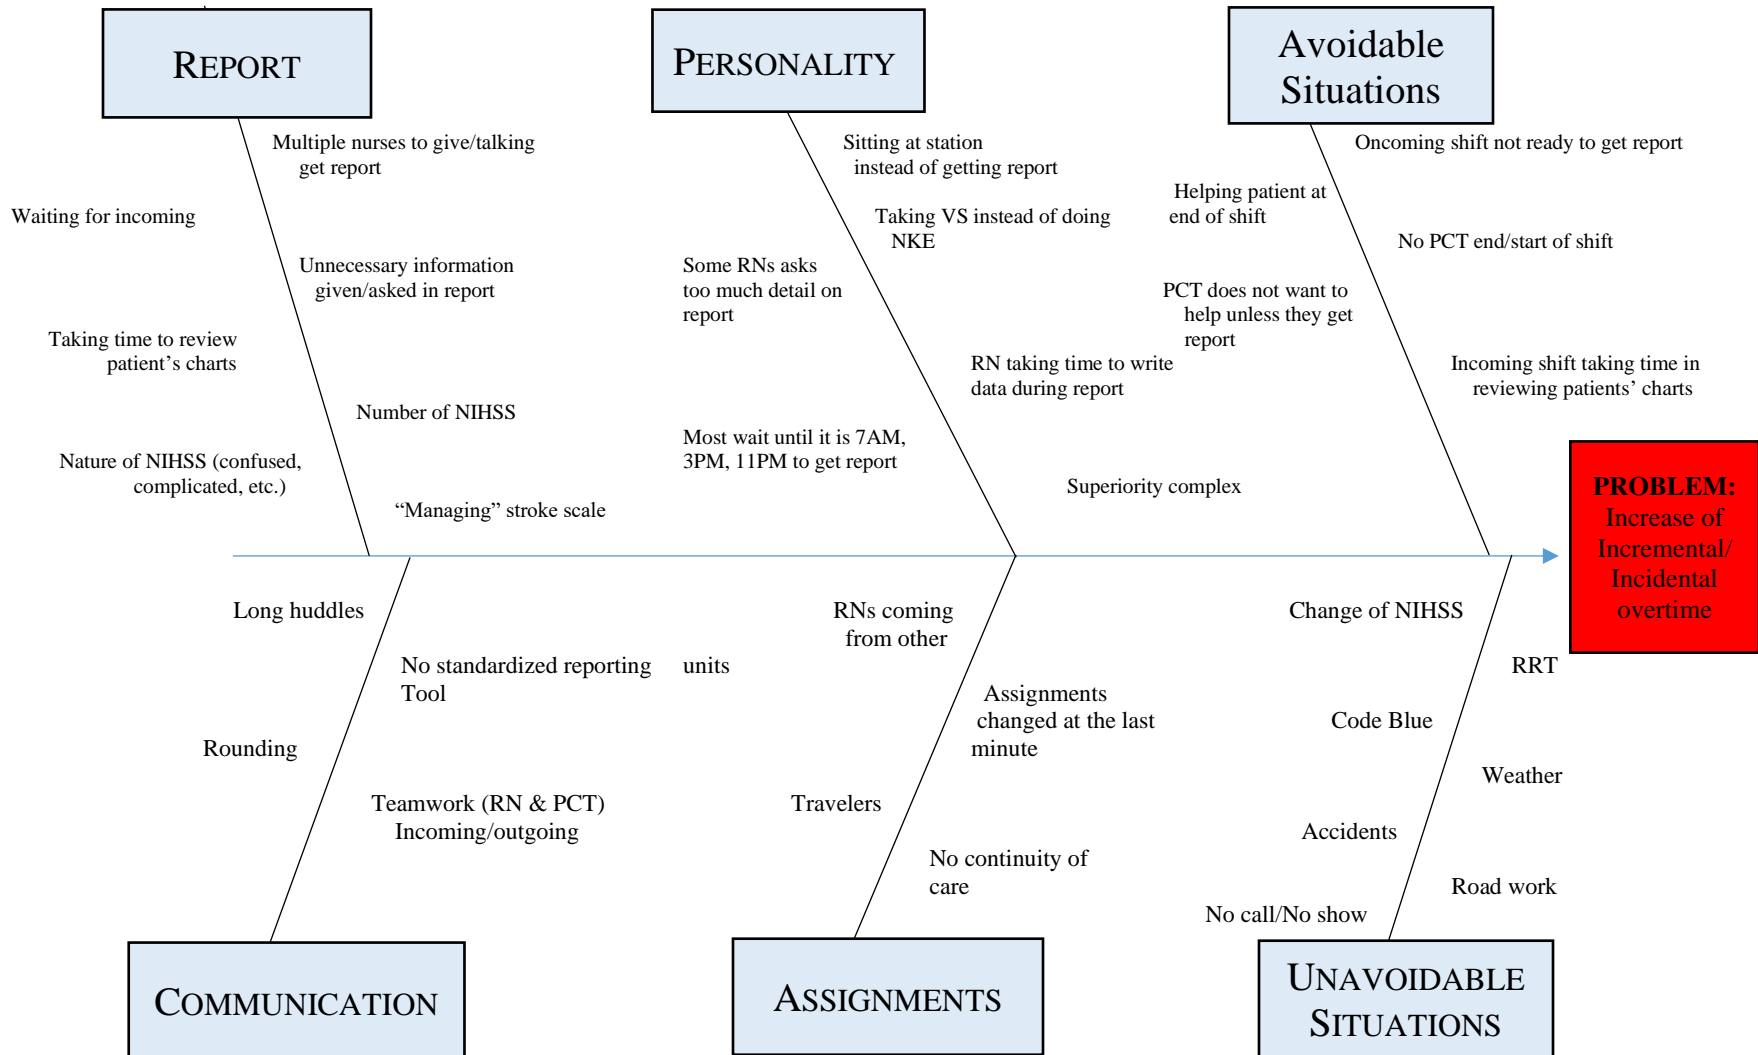 REPORT
PERSONALITY
Avoidable
Situations
Multiple nurses to give/talking
get report
Waiting for incoming
Unnecessary information
given/asked in report
Taking time to review
patient’s charts
Number of NIHSS
Nature of NIHSS (confused,
complicated, etc.)
“Managing” stroke scale
Sitting at station
instead of getting report
Taking VS instead of doing
NKE
Some RNs asks
too much detail on
report
RN taking time to write
data during report
Most wait until it is 7AM,
3PM, 11PM to get report
Superiority complex
Oncoming shift not ready to get report
Helping patient at
end of shift
No PCT end/start of shift
PCT does not want to
help unless they get
report
Incoming shift taking time in
reviewing patients’ charts
PROBLEM:
Increase of
Incremental/
Incidental
overtime
Long huddles
No standardized reporting
Tool
Rounding
Teamwork (RN & PCT)
Incoming/outgoing
RNs coming
from other
units
Assignments
changed at the last
minute
Travelers
No continuity of
care
Change of NIHSS
RRT
Code Blue
Weather
Accidents
Road work
No call/No show
COMMUNICATION
ASSIGNMENTS
UNAVOIDABLE
SITUATIONS